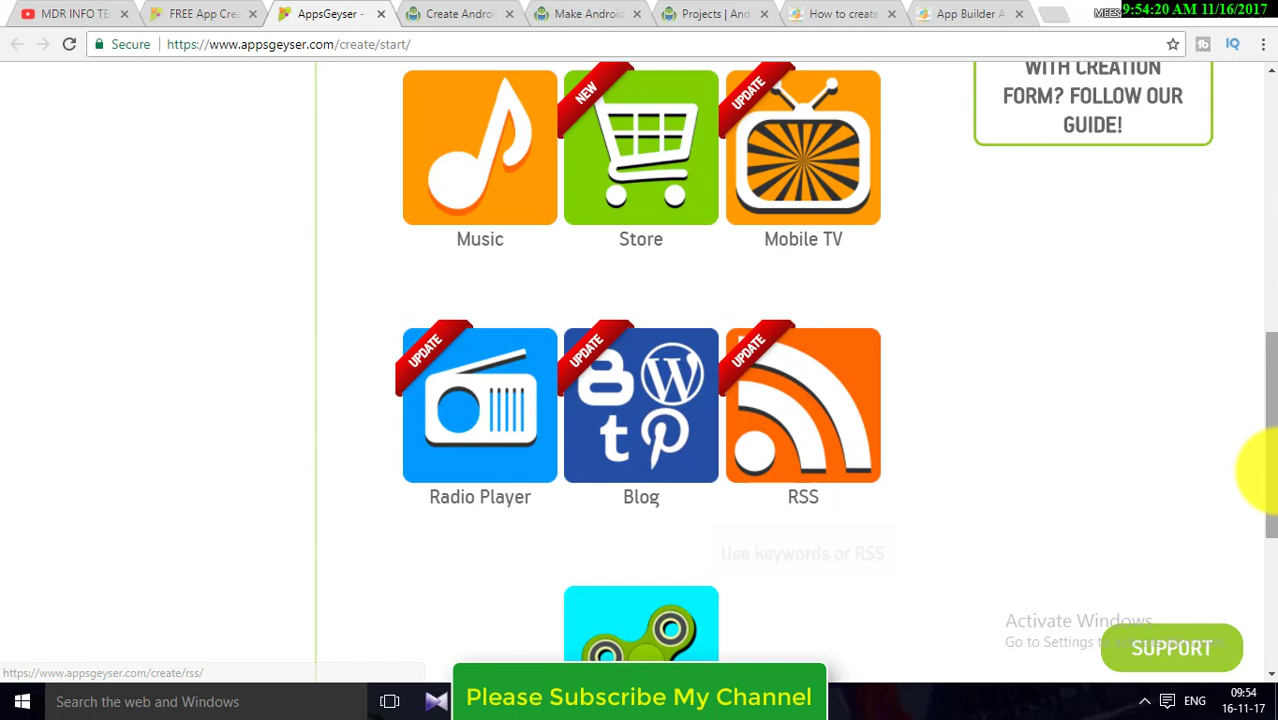 MDR INFO TE
FREE App Cre
AppsGeyser -
Create Androi
Make Android
Projects | And
How to create
App Builder A
MEES
9:54:20 AM 11/16/2017
Secure
https://www.appsgeyser.com/create/start/
WITH CREATION
FORM? FOLLOW OUR
GUIDE!
NEW
UPDATE
Music
Store
Mobile TV
UPDATE
UPDATE
UPDATE
Radio Player
Blog
RSS
Use keywords or RSS
Activate Windows
Go to Settings
SUPPORT
https://www.appsgeyser.com/create/rss/
Search the web and Windows
Please Subscribe My Channel
ENG
09:54
16-11-17